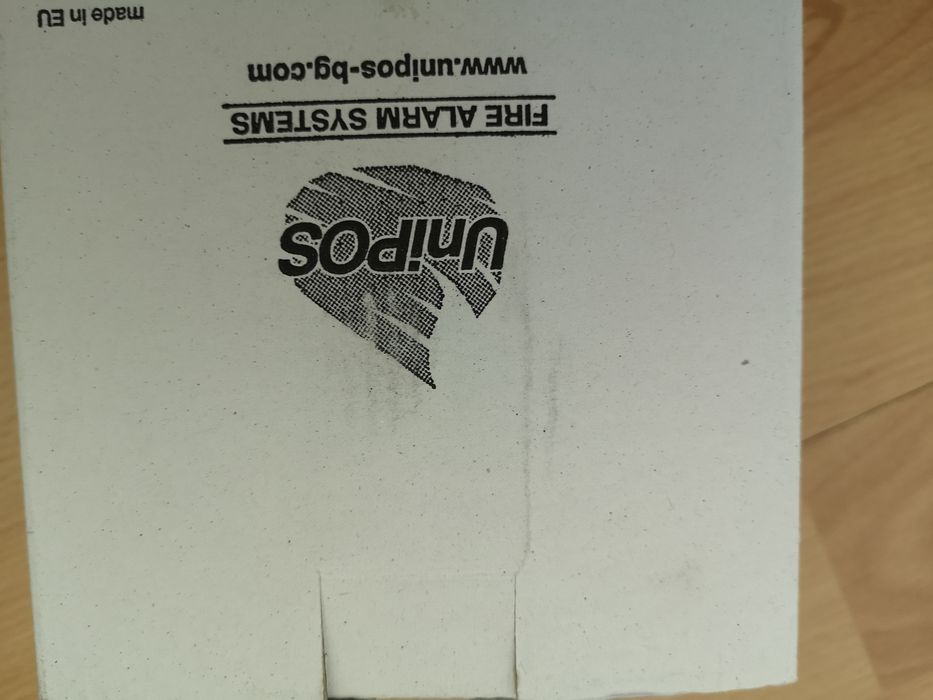 UniPOS
FIRE ALARM SYSTEMS
www.unipos-bg.com
made in EU